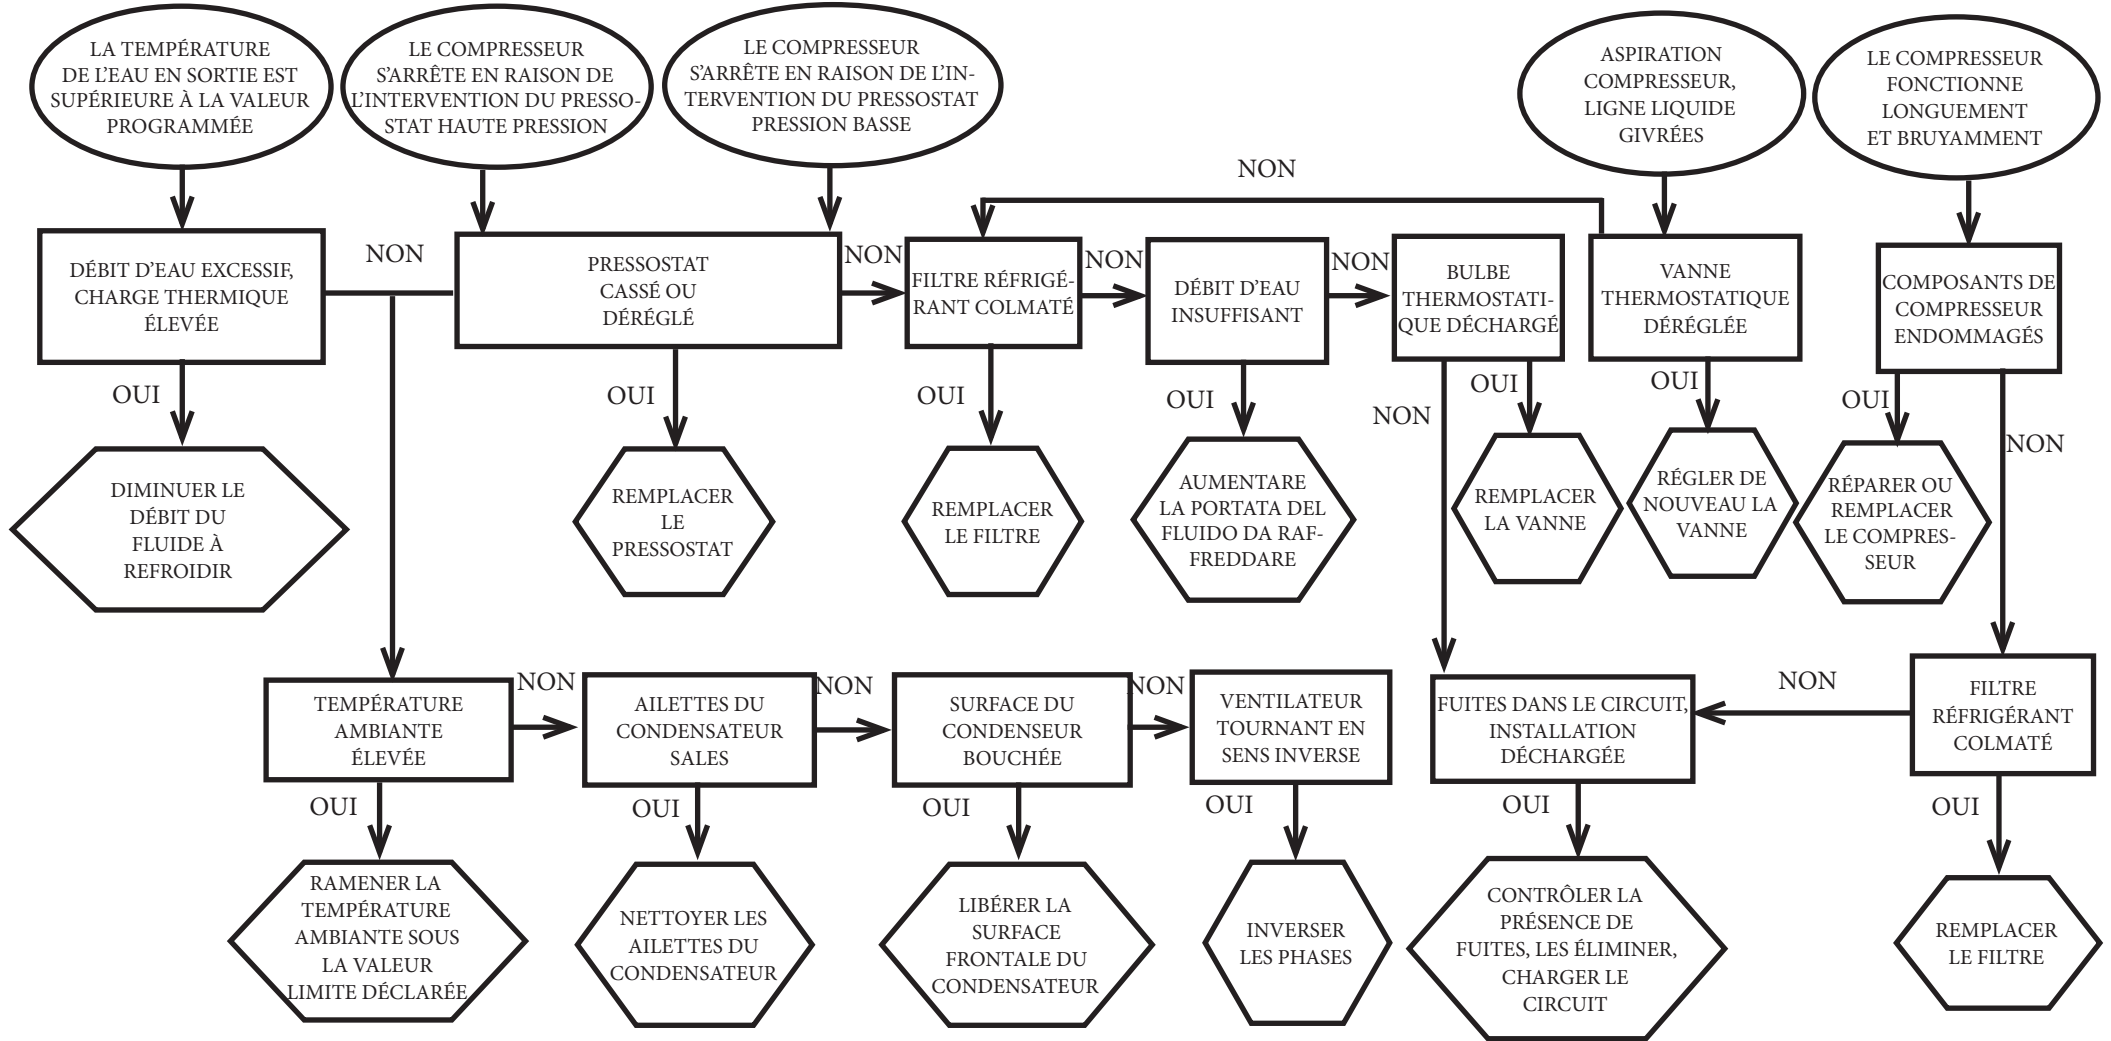 LA TEMPÉRATURE
DE L'EAU EN SORTIE EST
SUPÉRIEURE À LA VALEUR
PROGRAMMÉE
LE COMPRESSEUR
S'ARRÊTE EN RAISON DE
L'INTERVENTION DU PRESSO-
STAT HAUTE PRESSION
LE COMPRESSEUR
S'ARRÊTE EN RAISON DE L'IN-
TERVENTION DU PRESSOSTAT
PRESSION BASSE
ASPIRATION
COMPRESSEUR,
LIGNE LIQUIDE
GIVRÉES
LE COMPRESSEUR
FONCTIONNE
LONGUEMENT
ET BRUYAMMENT
NON
DÉBIT D'EAU EXCESSIF,
CHARGE THERMIQUE
ÉLEVÉE
NON
PRESSOSTAT
CASSÉ OU
DÉRÉGLÉ
NON
FILTRE RÉFRIGÉ-
RANT COLMATÉ
NON
DÉBIT D'EAU
INSUFFISANT
NON
BULBE
THERMOSTATI-
QUE DÉCHARGÉ
VANNE
THERMOSTATIQUE
DÉRÉGLÉE
COMPOSANTS DE
COMPRESSEUR
ENDOMMAGÉS
OUI
OUI
OUI
OUI
NON
OUI
OUI
OUI
NON
DIMINUER LE
DÉBIT DU
FLUIDE À
REFROIDIR
REMPLACER
LE
PRESSOSTAT
REMPLACER
LE FILTRE
AUMENTARE
LA PORTATA DEL
FLUIDO DA RAF-
FREDDARE
REMPLACER
LA VANNE
RÉGLER DE
NOUVEAU LA
VANNE
RÉPARER OU
REMPLACER
LE COMPRES-
SEUR
TEMPÉRATURE
AMBIANTE
ÉLEVÉE
NON
AILETTES DU
CONDENSATEUR
SALES
NON
SURFACE DU
CONDENSEUR
BOUCHÉE
NON
VENTILATEUR
TOURNANT EN
SENS INVERSE
FUITES DANS LE CIRCUIT,
INSTALLATION
DÉCHARGÉE
NON
FILTRE
RÉFRIGÉRANT
COLMATÉ
OUI
OUI
OUI
OUI
OUI
OUI
RAMENER LA
TEMPÉRATURE
AMBIANTE SOUS
LA VALEUR
LIMITE DÉCLARÉE
NETTOYER LES
AILETTES DU
CONDENSATEUR
LIBÉRER LA
SURFACE
FRONTALE DU
CONDENSATEUR
INVERSER
LES PHASES
CONTRÔLER LA
PRÉSENCE DE
FUITES, LES ÉLIMINER,
CHARGER LE
CIRCUIT
REMPLACER
LE FILTRE